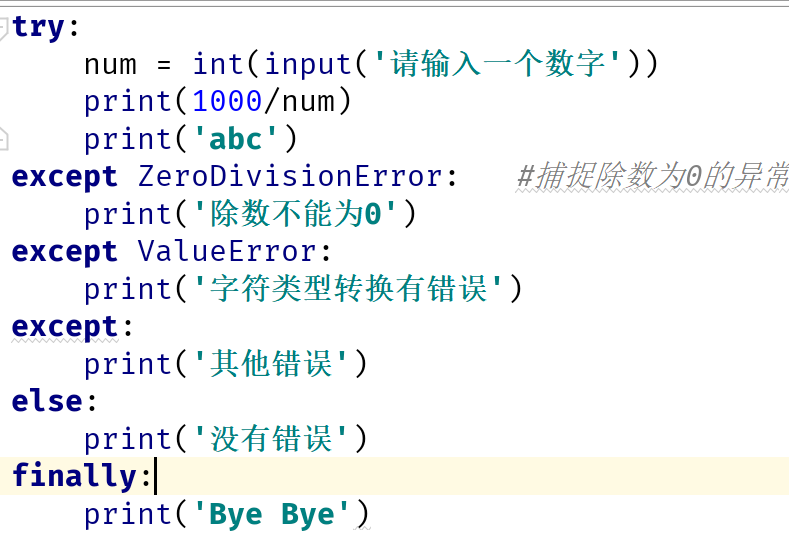 try:
    num = int(input('请输入一个数字'))
    print(1000/num)
    print('abc')
except ZeroDivisionError:   #捕捉除数为0的异常
    print('除数不能为0')
except ValueError:
    print('字符类型转换有错误')
except:
    print('其他错误')
else:
    print('没有错误')
finally:
    print('Bye Bye')